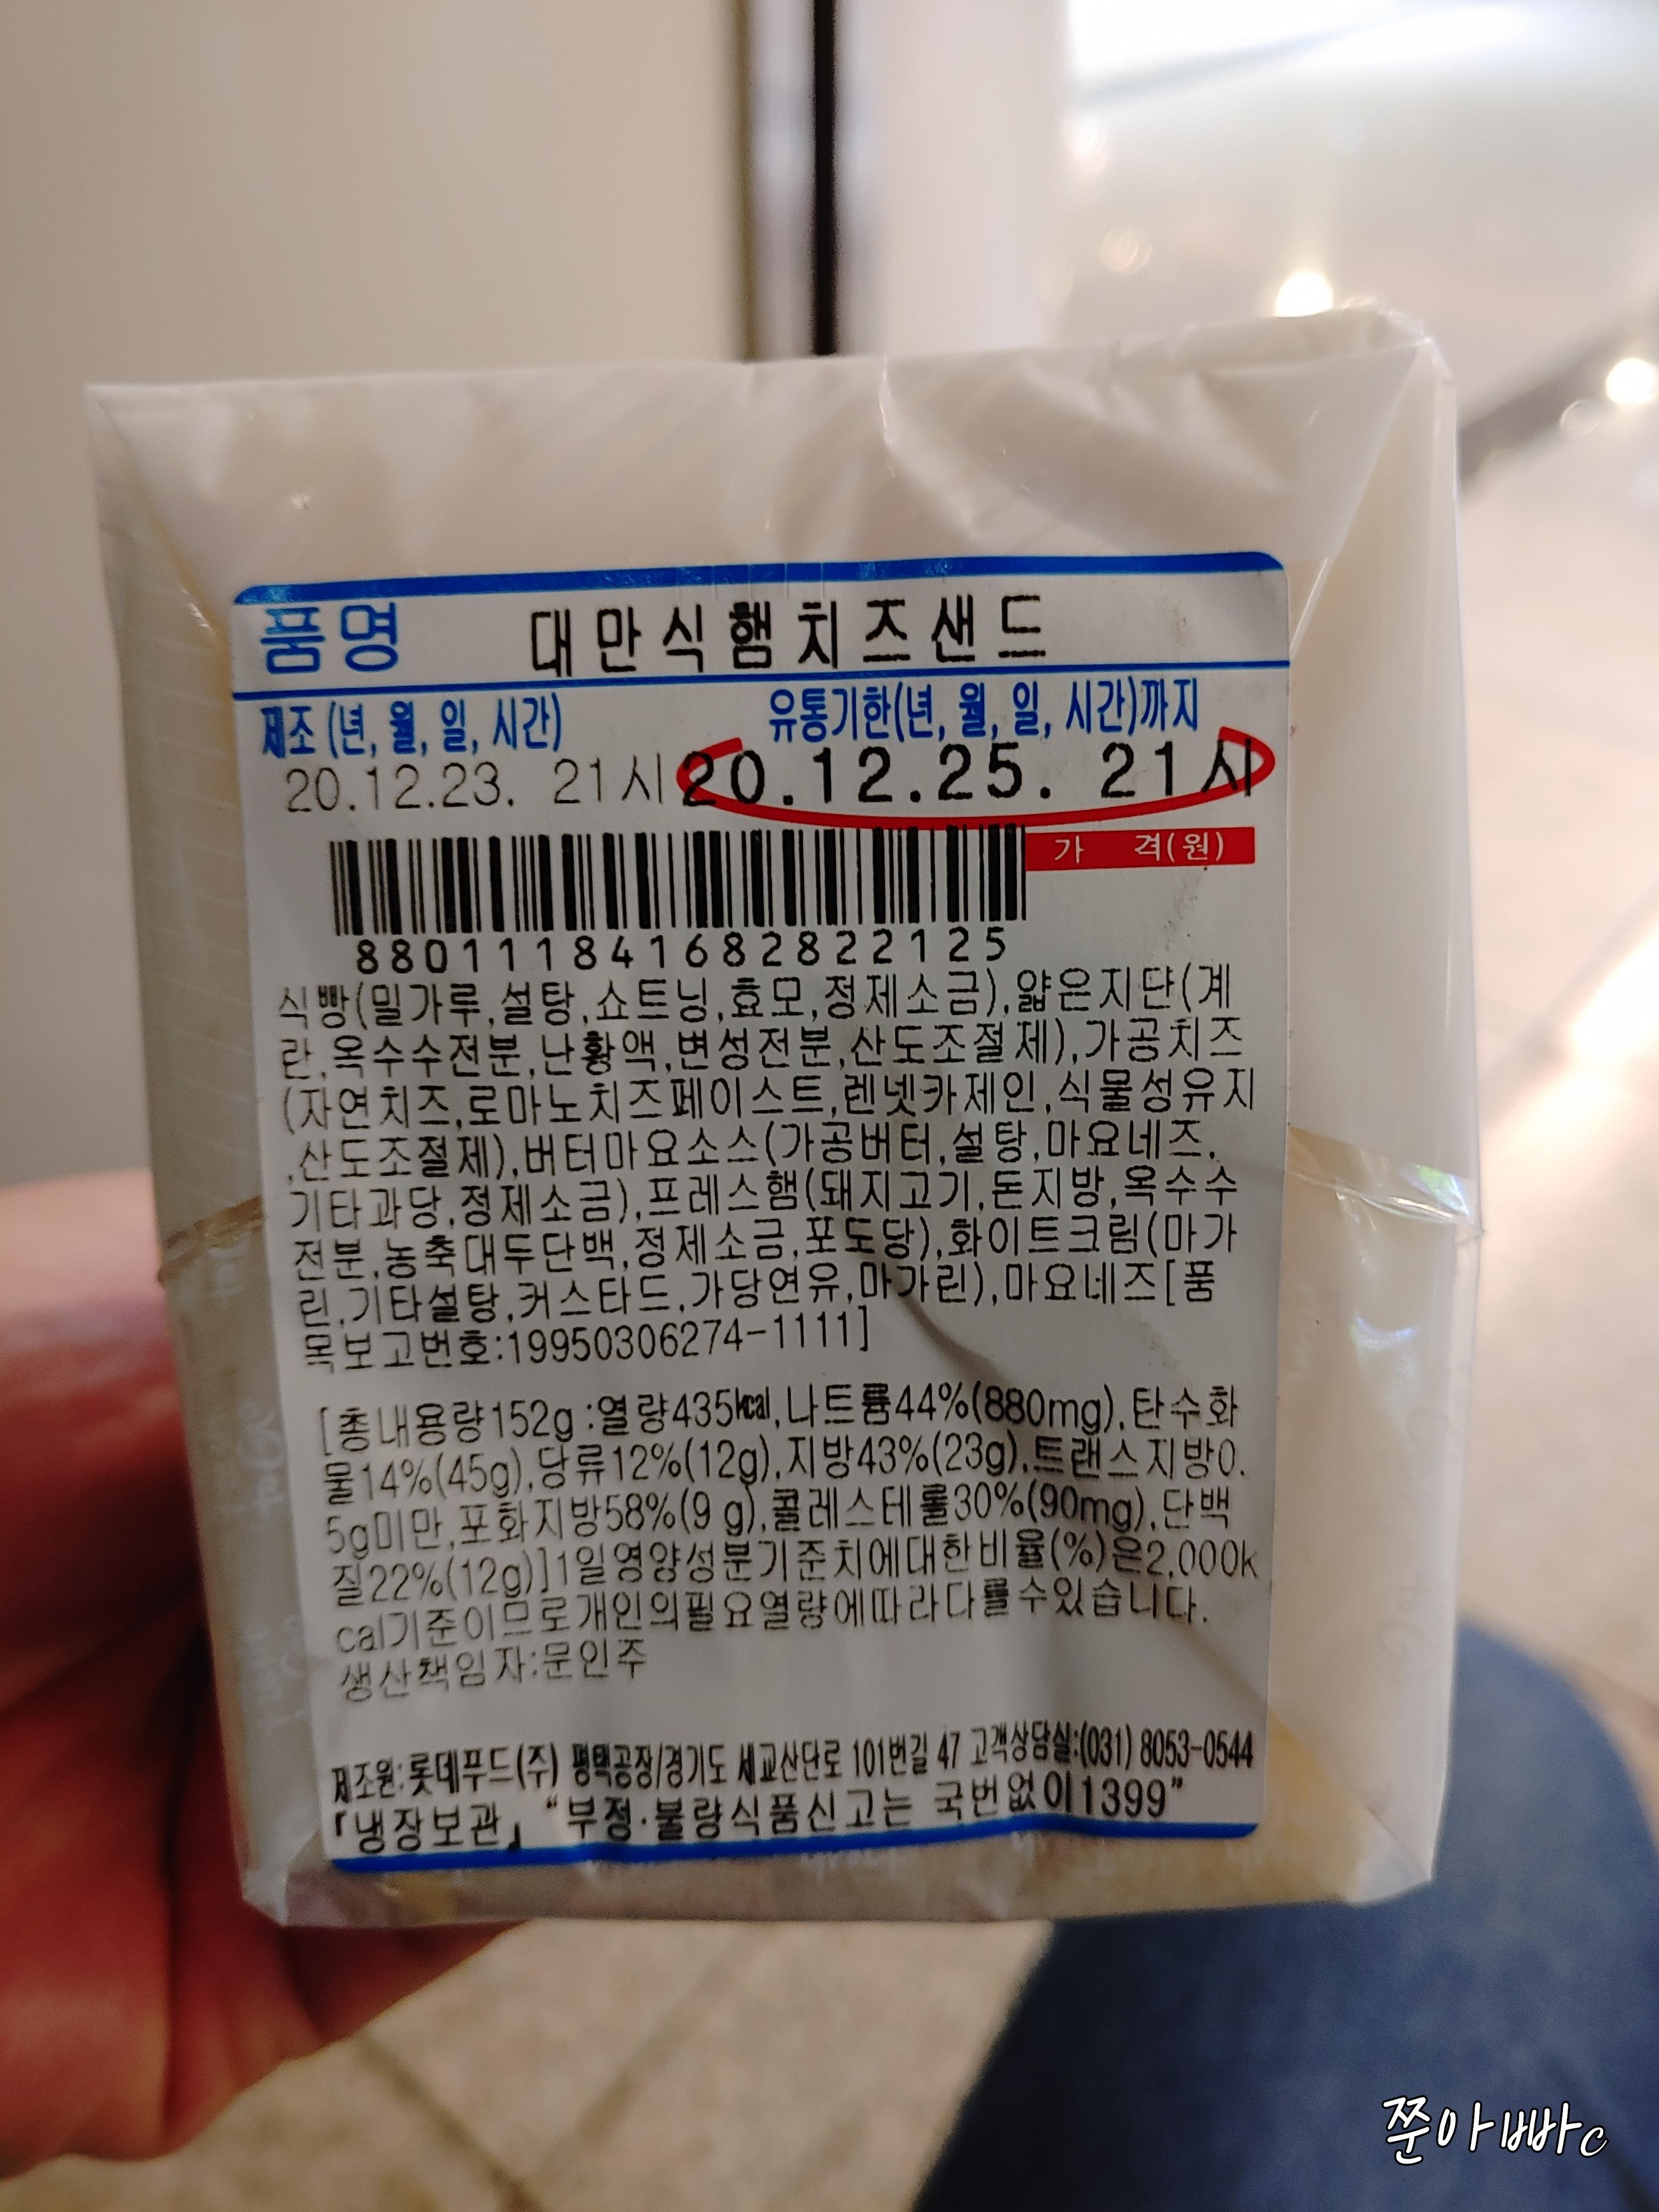 품명 대만식햄치즈샌드
제조 (년, 월, 일, 시간) 유통기한(년, 월, 일, 시간)까지
20.12.23. 21시 20.12.25. 21시
가 격(원)
8801118416828 22125
식빵(밀가루,설탕,쇼트닝,효모,정제소금),얇은지단(계
란,옥수수전분,난황액,변성전분,산도조절제),가공치즈
(자연치즈,로마노치즈페이스트,렌넷카제인,식물성유지
,산도조절제),버터마요소스(가공버터,설탕,마요네즈,
기타과당,정제소금),프레스햄(돼지고기,돈지방,옥수수
전분,농축대두단백,정제소금,포도당),화이트크림(마가
린,기타설탕,커스타드,가당연유,마가린),마요네즈[품
목보고번호:19950306274-1111]
[총내용량152g :열량435kcal,나트륨44%(880mg),탄수화
물14%(45g),당류12%(12g),지방43%(23g),트랜스지방0.
5g미만,포화지방58%(9 g),콜레스테롤30%(90mg),단백
질22%(12g)]1일영양성분기준치에대한비율(%)은2,000k
cal기준이므로개인의필요열량에따라다를수있습니다.
생산책임자:문인주
제조원:롯데푸드(주) 평택공장/경기도 세교산단로 101번길 47 고객상담실:(031) 8053-0544
「냉장보관」 “부정·불량식품신고는 국번없이1399”
쭌아빠c